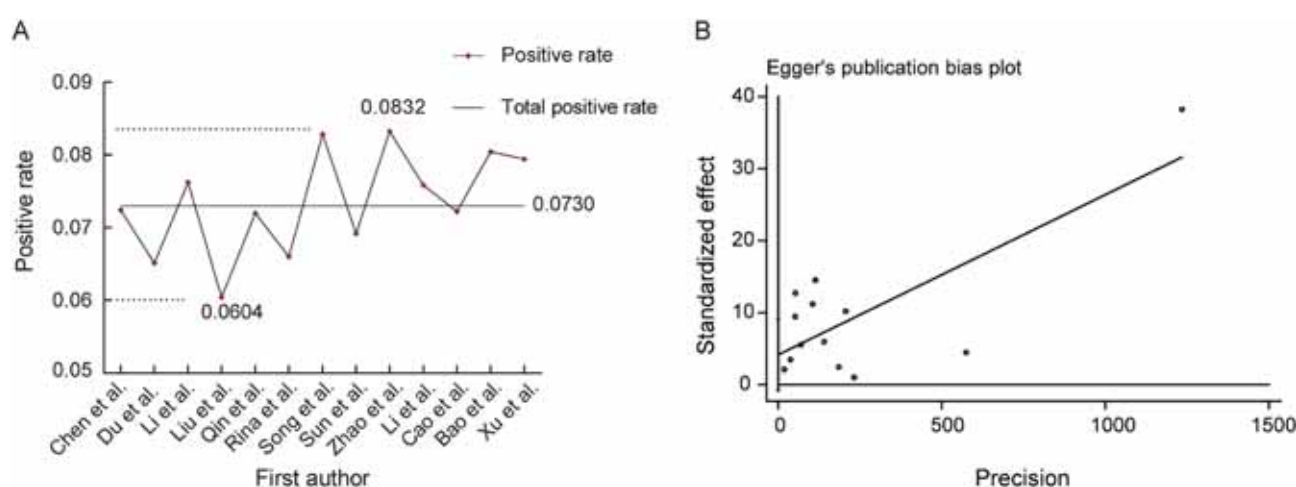 A
Positive rate
Total positive rate
0.09
0.08
0.07
0.06
0.05
Positive rate
0.0832
0.0730
0.0604
Chen et al.
Du et al.
Li et al.
Liu et al.
Qin et al.
Rina et al.
Song et al.
Sun et al.
Zhao et al.
Li et al.
Cao et al.
Bao et al.
Xu et al.
First author
B
Egger's publication bias plot
40
30
20
10
0
Standardized effect
0
500
1000
1500
Precision